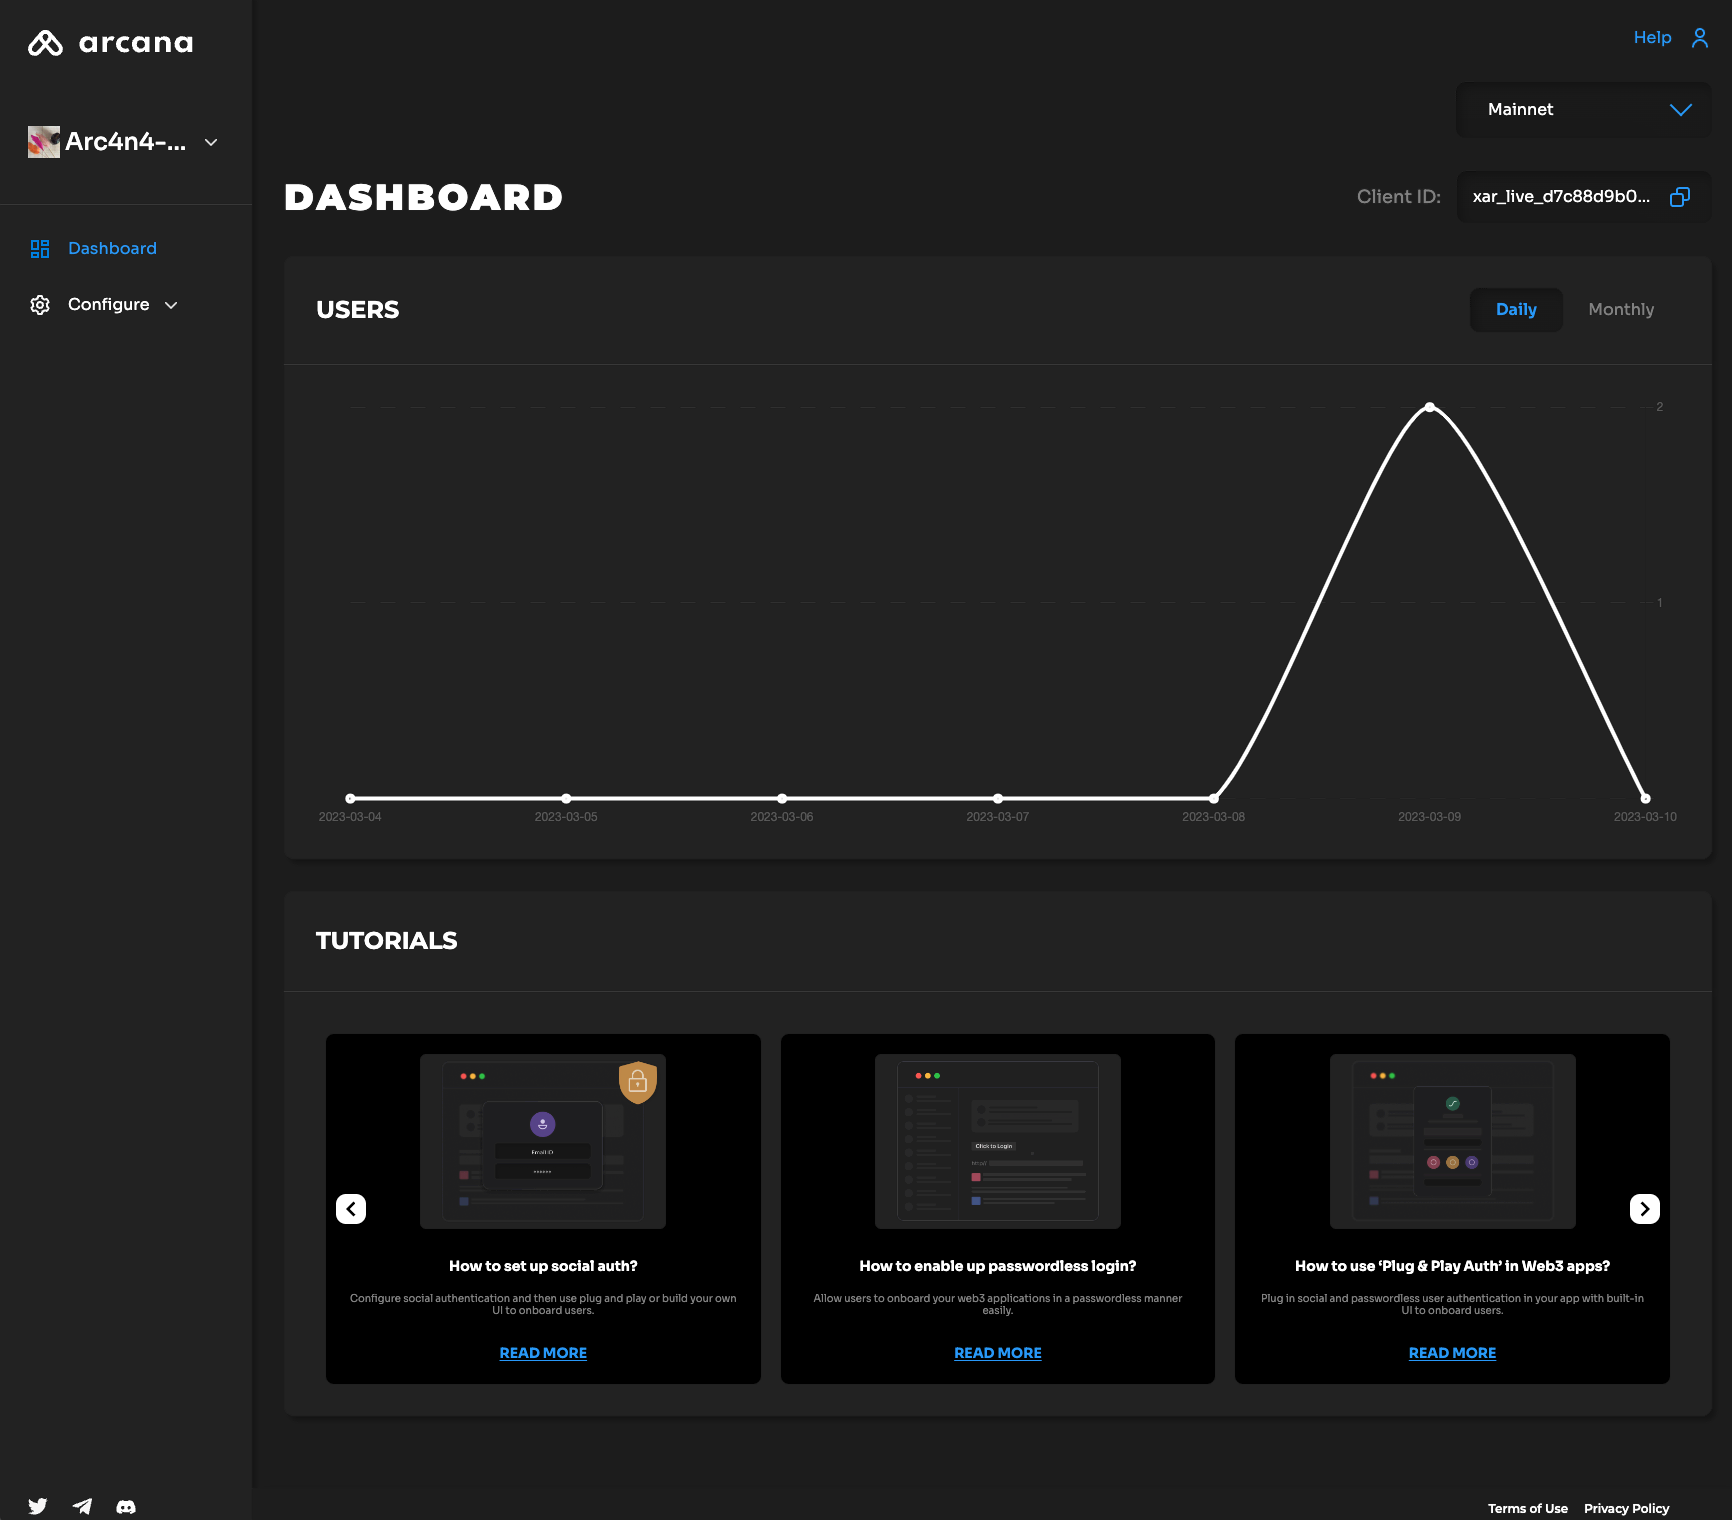 arcana
Help
Arc4n4-...
Mainnet
DASHBOARD
Client ID:
xar_live_d7c88d9b0...
Dashboard
Configure
USERS
Daily
Monthly
2
1
2023-03-04
2023-03-05
2023-03-06
2023-03-07
2023-03-08
2023-03-09
2023-03-10
TUTORIALS
Email ID
******
Click to Login
How to set up social auth?
Configure social authentication and then use plug and play or build your own
UI to onboard users.
READ MORE
How to enable up passwordless login?
Allow users to onboard your web3 applications in a passwordless manner
easily.
READ MORE
How to use ‘Plug & Play Auth’ in Web3 apps?
Plug in social and passwordless user authentication in your app with built-in
UI to onboard users.
READ MORE
Terms of Use
Privacy Policy